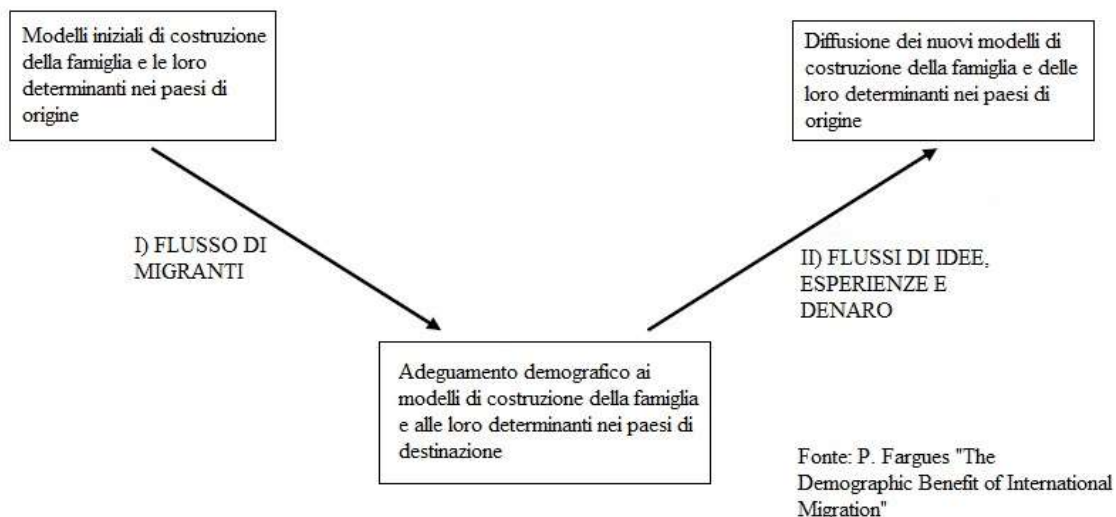 Modelli iniziali di costruzione
della famiglia e le loro
determinanti nei paesi di
origine
Diffusione dei nuovi modelli di
costruzione della famiglia e delle
loro determinanti nei paesi di
origine
I) FLUSSO DI
MIGRANTI
II) FLUSSI DI IDEE,
ESPERIENZE E
DENARO
Adeguamento demografico ai
modelli di costruzione della famiglia
e alle loro determinanti nei paesi di
destinazione
Fonte: P. Fargues "The
Demographic Benefit of International
Migration"